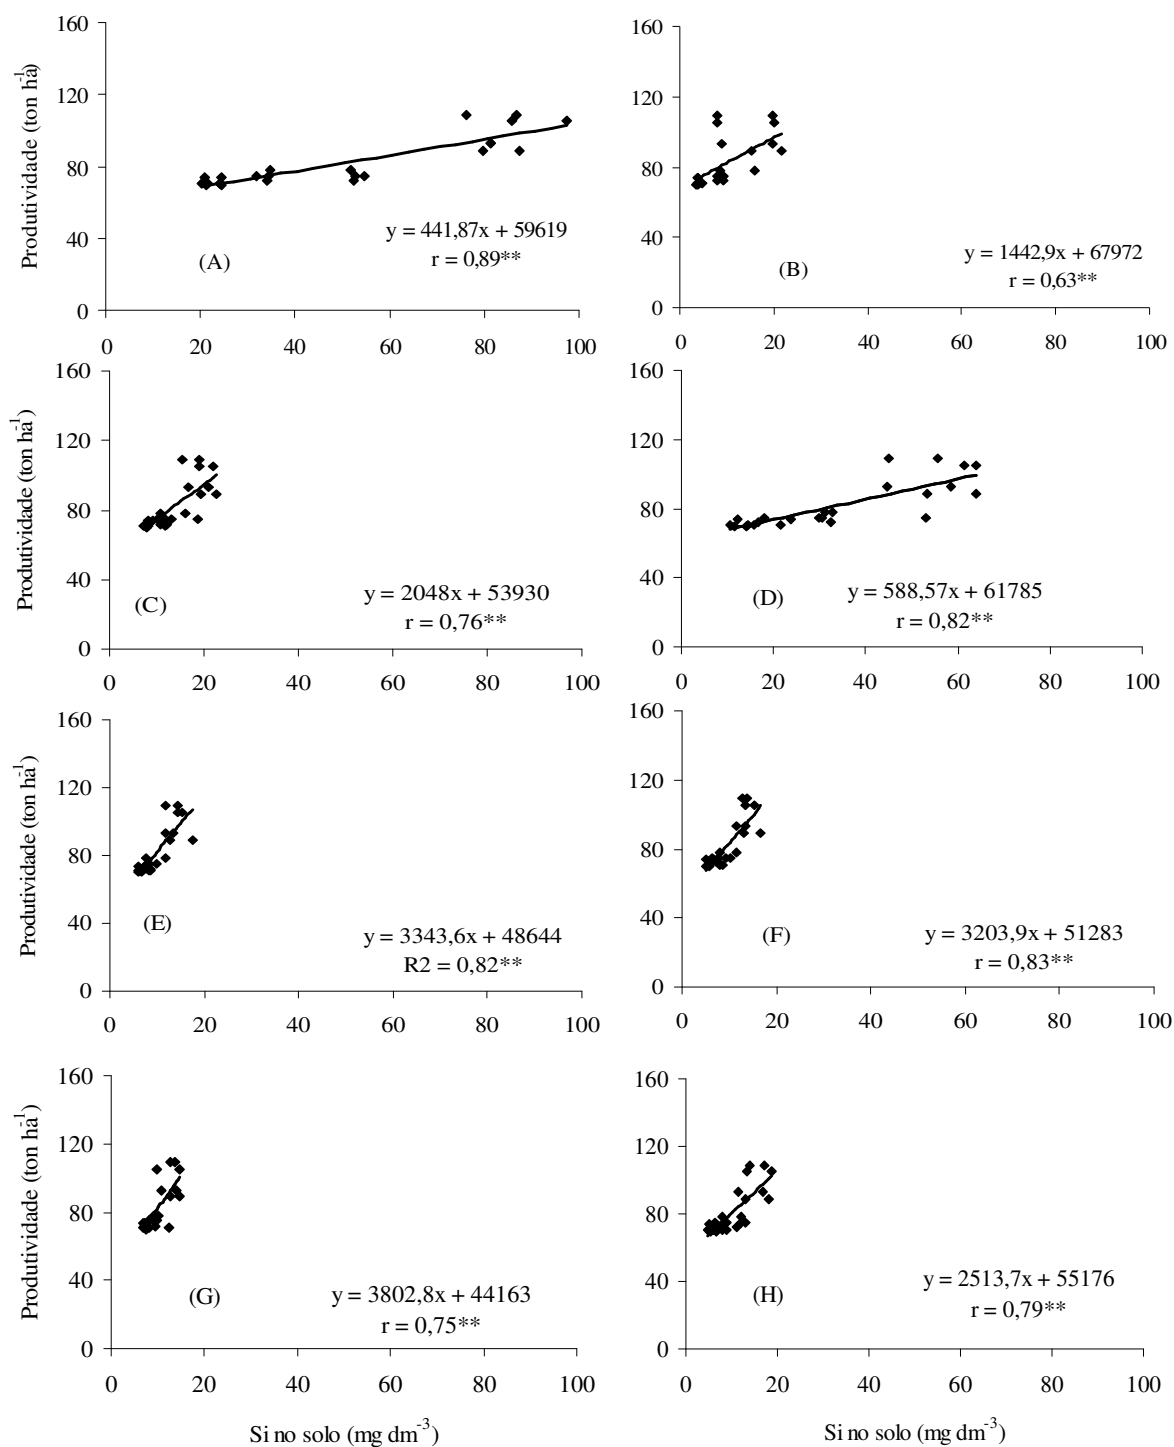 160
120
80
40
0
0 20 40 60 80 100
Produtividade (ton ha-1)
(A)
y = 441,87x + 59619
r = 0,89**
160
120
80
40
0
0 20 40 60 80 100
(B)
y = 1442,9x + 67972
r = 0,63**
160
120
80
40
0
0 20 40 60 80 100
Produtividade (ton ha-1)
(C)
y = 2048x + 53930
r = 0,76**
160
120
80
40
0
0 20 40 60 80 100
(D)
y = 588,57x + 61785
r = 0,82**
160
120
80
40
0
0 20 40 60 80 100
Produtividade (ton ha-1)
(E)
y = 3343,6x + 48644
R2 = 0,82**
160
120
80
40
0
0 20 40 60 80 100
(F)
y = 3203,9x + 51283
r = 0,83**
160
120
80
40
0
0 20 40 60 80 100
Produtividade (ton ha-1)
(G)
y = 3802,8x + 44163
r = 0,75**
Si no solo (mg dm-3)
160
120
80
40
0
0 20 40 60 80 100
(H)
y = 2513,7x + 55176
r = 0,79**
Si no solo (mg dm-3)